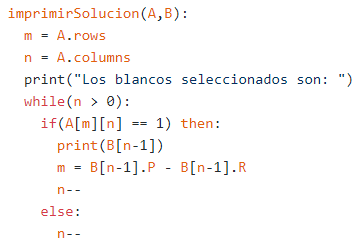 imprimirSolucion(A,B):
  m = A.rows
  n = A.columns
  print("Los blancos seleccionados son: ")
  while(n > 0):
    if(A[m][n] == 1) then:
      print(B[n-1])
      m = B[n-1].P - B[n-1].R
      n--
    else:
      n--